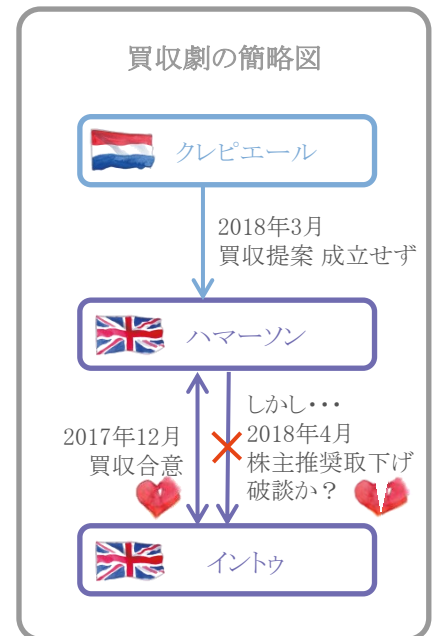 買収劇の簡略図
クレピエール
2018年3月
買収提案 成立せず
ハマーソン
2017年12月
買収合意
しかし・・・
2018年4月
株主推奨取下げ
破談か？
イントゥ